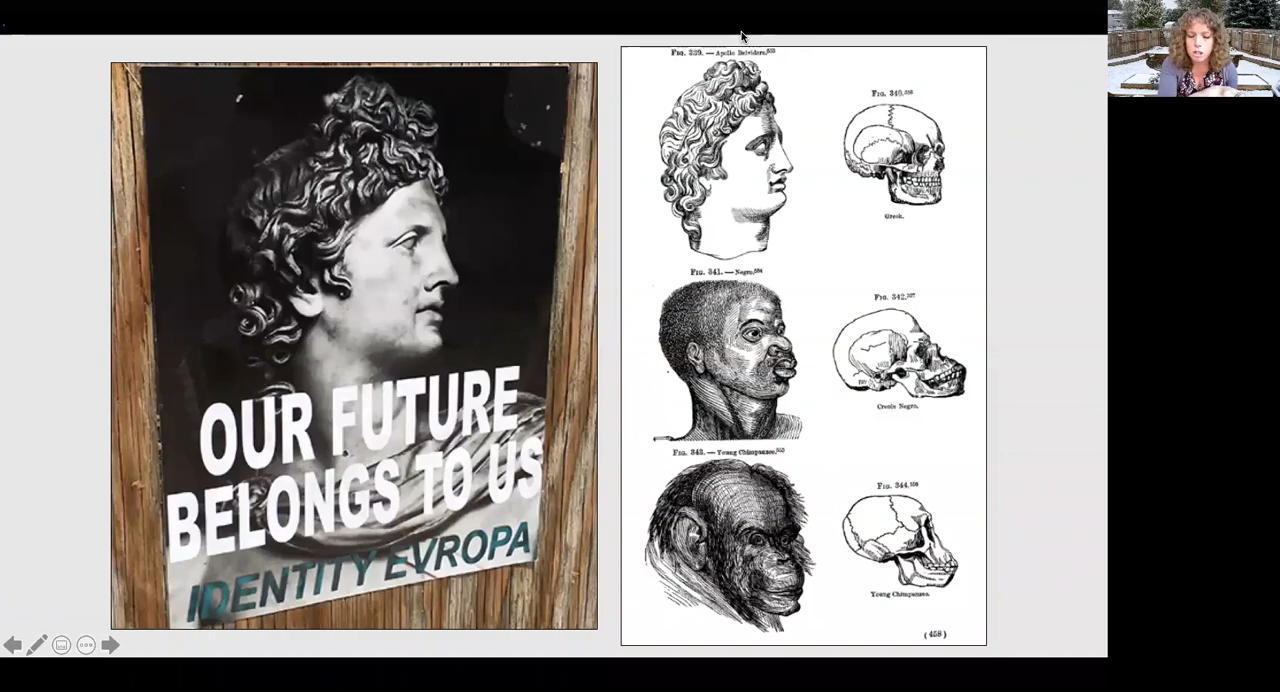 OUR FUTURE
BELONGS TO US
IDENTITY EVROPA
FIG. 339. — Apollo Belvidere.
FIG. 340.
Greek.
FIG. 341. — Negro.
FIG. 342.
Creole Negro.
FIG. 343. — Young Chimpanzee.
FIG. 344.
Young Chimpanzee.
(458)